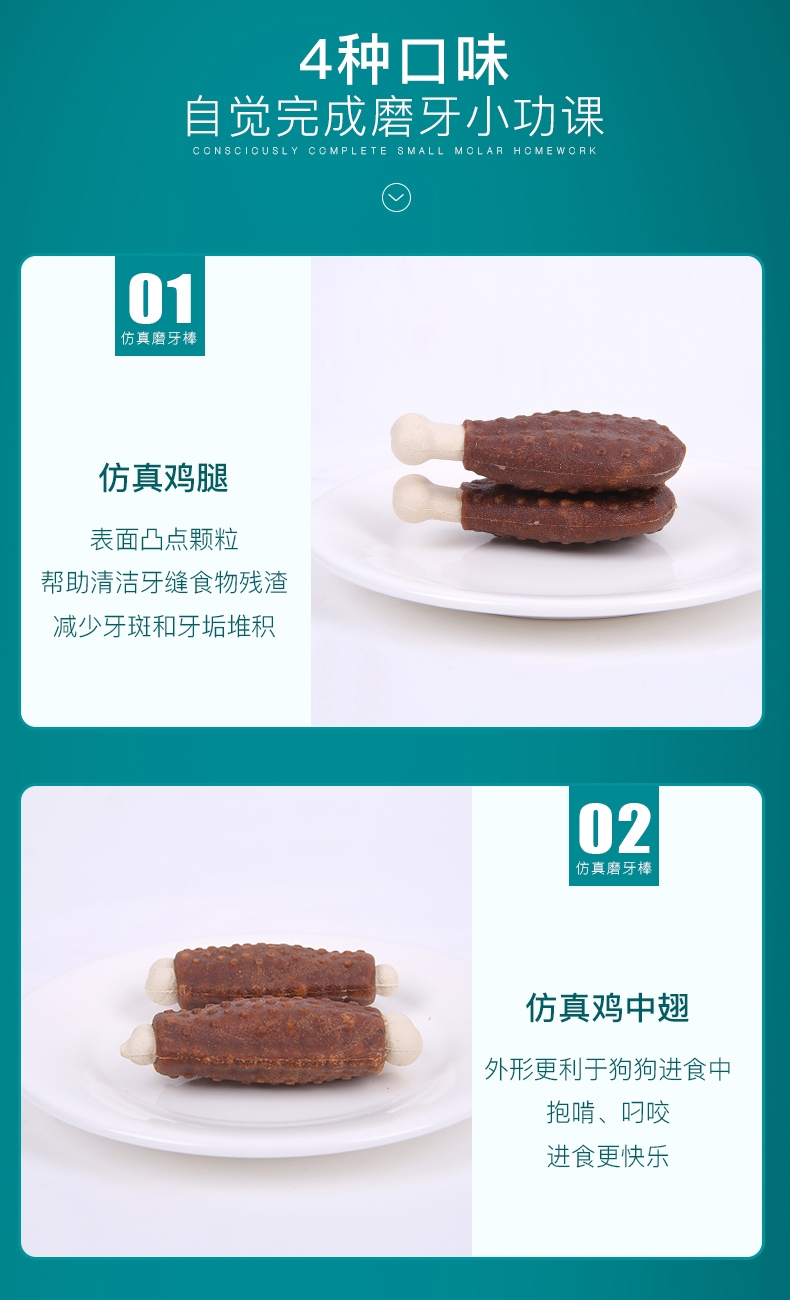 4种口味
自觉完成磨牙小功课
CONSCIOUSLY COMPLETE SMALL MOLAR HOMEWORK
01
仿真磨牙棒
仿真鸡腿
表面凸点颗粒
帮助清洁牙缝食物残渣
减少牙斑和牙垢堆积
02
仿真磨牙棒
仿真鸡中翅
外形更利于狗狗进食中
抱啃、叼咬
进食更快乐